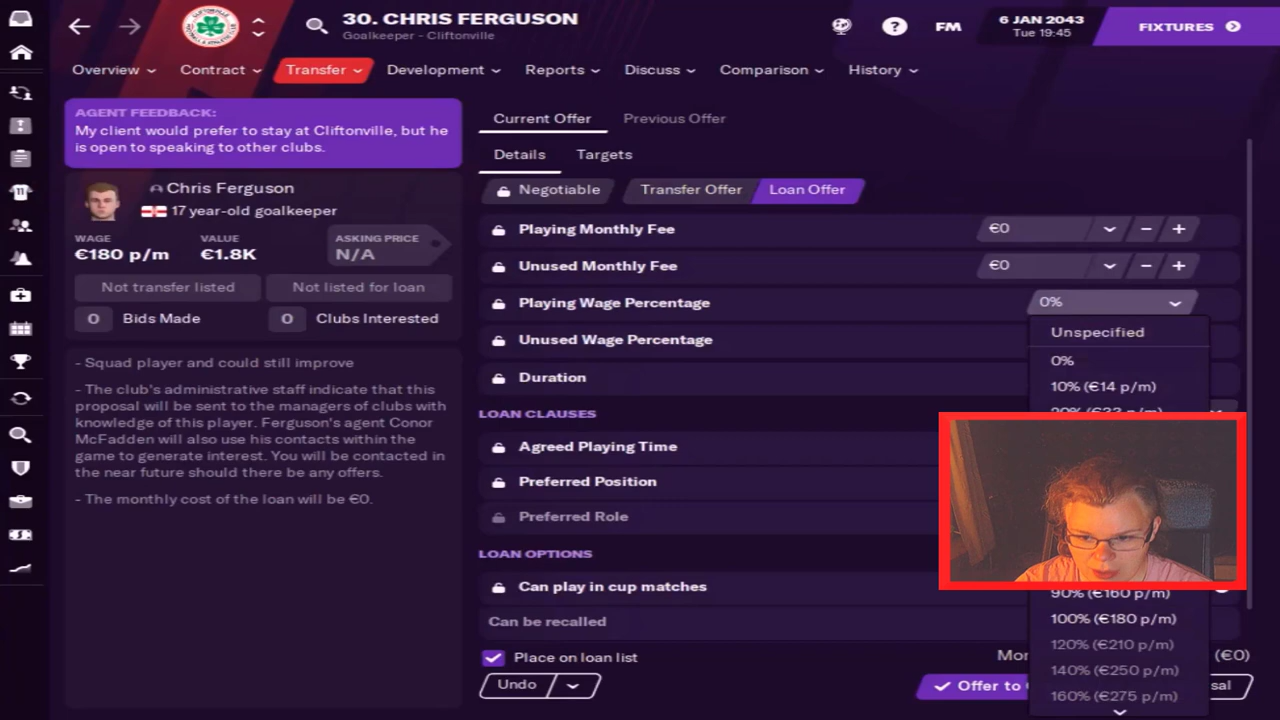 30. CHRIS FERGUSON
Goalkeeper - Cliftonville
FM
6 JAN 2043
Tue 19:45
FIXTURES
Overview
Contract
Transfer
Development
Reports
Discuss
Comparison
History
AGENT FEEDBACK:
My client would prefer to stay at Cliftonville, but he
is open to speaking to other clubs.
Chris Ferguson
17 year-old goalkeeper
WAGE
€180 p/m
VALUE
€1.8K
ASKING PRICE
N/A
Not transfer listed
Not listed for loan
0 Bids Made
0 Clubs Interested
- Squad player and could still improve
- The club's administrative staff indicate that this
proposal will be sent to the managers of clubs with
knowledge of this player. Ferguson's agent Conor
McFadden will also use his contacts within the
game to generate interest. You will be contacted in
the near future should there be any offers.
- The monthly cost of the loan will be €0.
Current Offer
Previous Offer
Details
Targets
Negotiable
Transfer Offer
Loan Offer
Playing Monthly Fee €0
Unused Monthly Fee €0
Playing Wage Percentage 0%
Unused Wage Percentage
Duration
Unspecified
0%
10% (€14 p/m)
LOAN CLAUSES
Agreed Playing Time
Preferred Position
Preferred Role
LOAN OPTIONS
Can play in cup matches
Can be recalled
90% (€160 p/m)
100% (€180 p/m)
120% (€210 p/m)
140% (€250 p/m)
160% (€275 p/m)
Place on loan list
Mon
(€0)
Undo
Offer to
sal